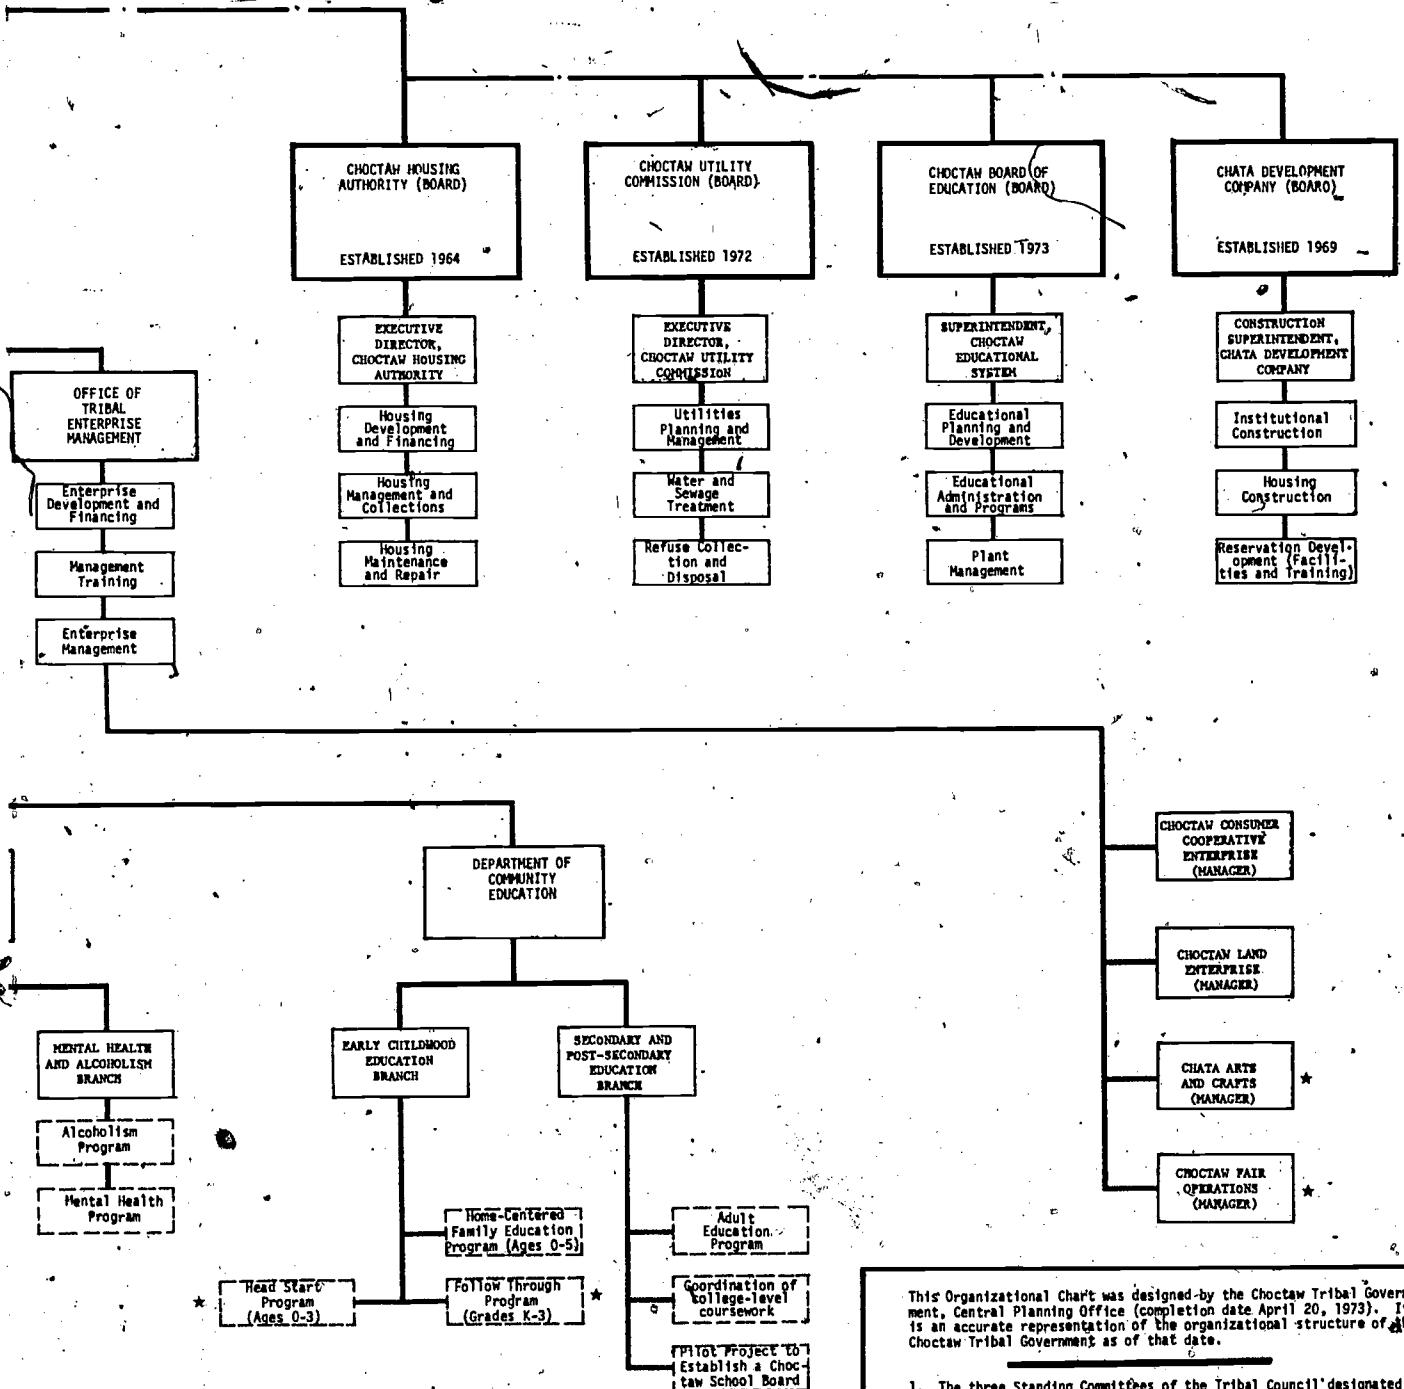 CHOCTAW HOUSING
AUTHORITY (BOARD)
ESTABLISHED 1964
CHOCTAW UTILITY
COMMISSION (BOARD)
ESTABLISHED 1972
CHOCTAW BOARD OF
EDUCATION (BOARD)
ESTABLISHED 1973
CHATA DEVELOPMENT
COMPANY (BOARD)
ESTABLISHED 1969
EXECUTIVE
DIRECTOR,
CHOCTAW HOUSING
AUTHORITY
EXECUTIVE
DIRECTOR,
CHOCTAW UTILITY
COMMISSION
SUPERINTENDENT,
CHOCTAW
EDUCATIONAL
SYSTEM
CONSTRUCTION
SUPERINTENDENT,
CHATA DEVELOPMENT
COMPANY
OFFICE OF
TRIBAL
ENTERPRISE
MANAGEMENT
Housing
Development
and Financing
Utilities
Planning and
Management
Educational
Planning and
Development
Institutional
Construction
Enterprise
Development and
Financing
Housing
Management and
Collections
Water and
Sewage
Treatment
Educational
Administration
and Programs
Housing
Construction
Management
Training
Housing
Maintenance
and Repair
Refuse Collec-
tion and
Disposal
Plant
Management
Reservation Devel-
opment (Facili-
ties and Training)
Enterprise
Management
DEPARTMENT OF
COMMUNITY
EDUCATION
CHOCTAW CONSUMER
COOPERATIVE
ENTERPRISE
(MANAGER)
CHOCTAW LAND
ENTERPRISE
(MANAGER)
MENTAL HEALTH
AND ALCOHOLISM
BRANCH
EARLY CHILDHOOD
EDUCATION
BRANCH
SECONDARY AND
POST-SECONDARY
EDUCATION
BRANCH
CHATA ARTS
AND CRAFTS
(MANAGER)
★
Alcoholism
Program
Mental Health
Program
CHOCTAW FAIR
OPERATIONS
(MANAGER)
★
Home-Centered
Family Education
Program (Ages 0-5)
Adult
Education
Program
★
Head Start
Program
(Ages 0-3)
Follow Through
Program
(Grades K-3)
★
Coordination of
college-level
coursework
Pilot Project to
Establish a Choc-
taw School Board
This Organizational Chart was designed by the Choctaw Tribal Govern
ment, Central Planning Office (completion date April 20, 1973). I
is an accurate representation of the organizational structure of
Choctaw Tribal Government as of that date.
1. The three Standing Committees of the Tribal Council designated